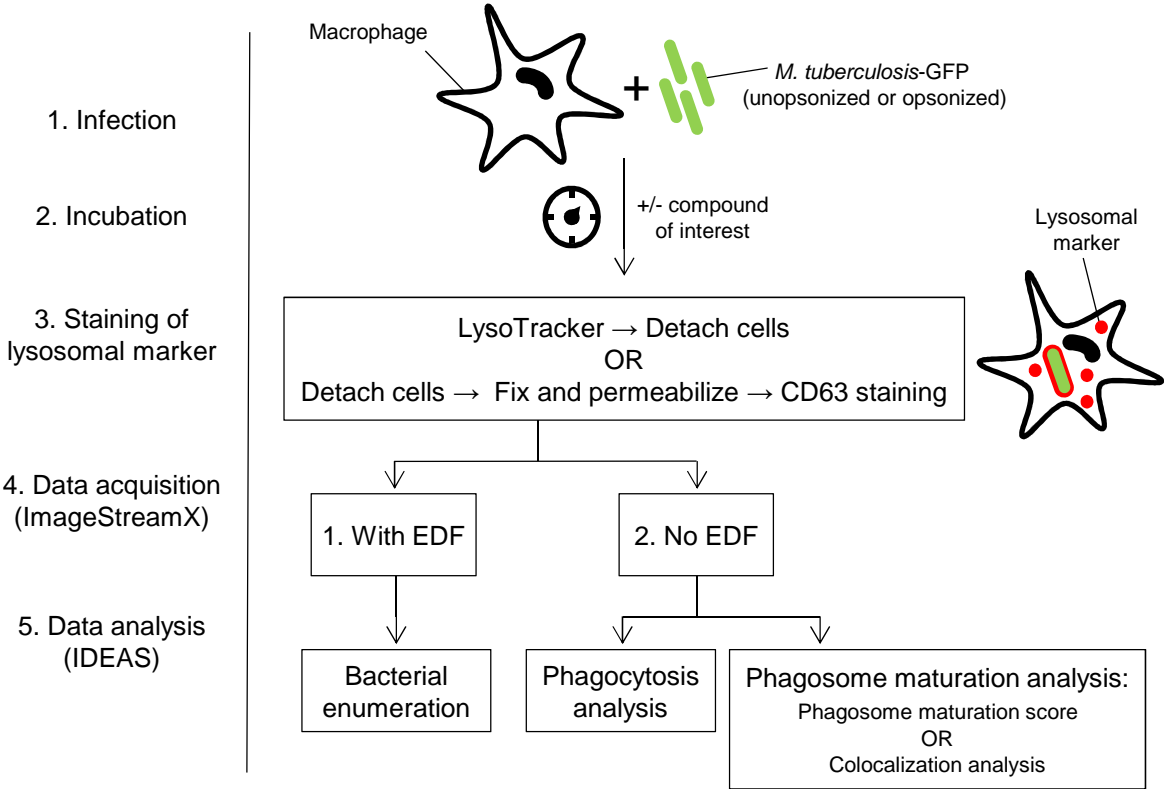 Macrophage
+
M. tuberculosis-GFP
(unopsonized or opsonized)
1. Infection
2. Incubation
+/- compound
of interest
Lysosomal
marker
3. Staining of
lysosomal marker
LysoTracker → Detach cells
OR
Detach cells → Fix and permeabilize → CD63 staining
4. Data acquisition
(ImageStreamX)
1. With EDF
2. No EDF
5. Data analysis
(IDEAS)
Bacterial
enumeration
Phagocytosis
analysis
Phagosome maturation analysis:
Phagosome maturation score
OR
Colocalization analysis